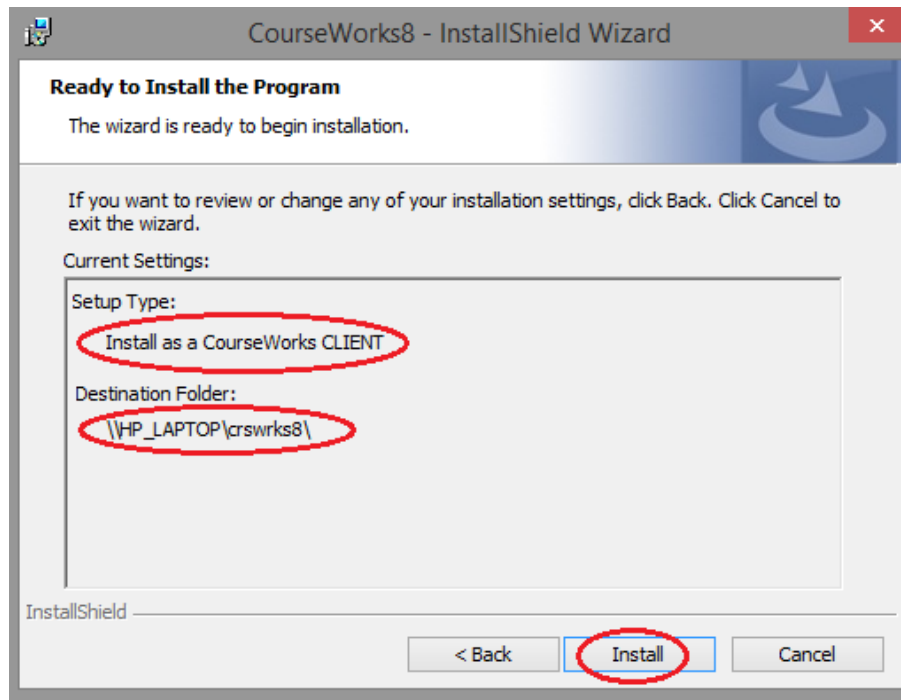 CourseWorks8 - InstallShield Wizard
Ready to Install the Program
The wizard is ready to begin installation.
If you want to review or change any of your installation settings, click Back. Click Cancel to
exit the wizard.
Current Settings:
Setup Type:
Install as a CourseWorks CLIENT
Destination Folder:
\\HP_LAPTOP\crswrks8\
InstallShield
< Back Install Cancel